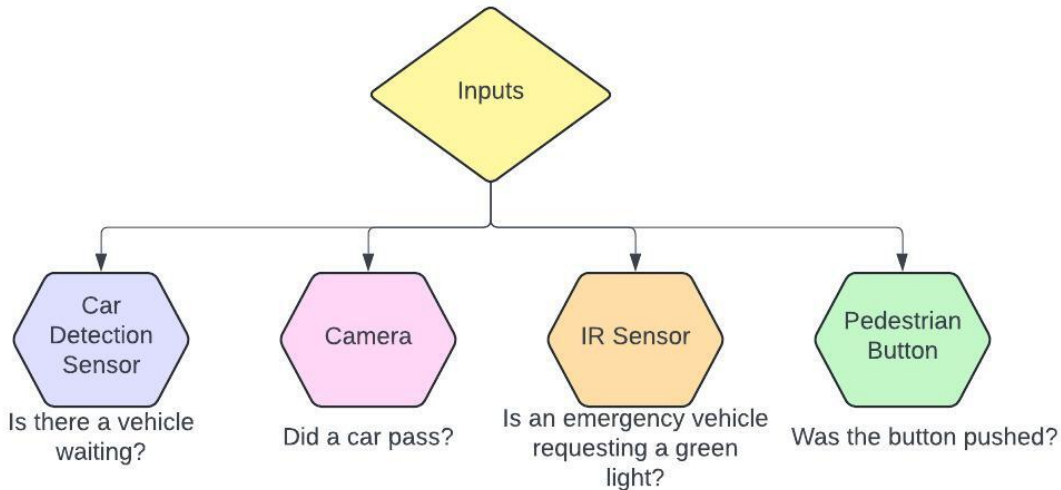 Inputs
Car
Detection
Sensor
Camera
IR Sensor
Pedestrian
Button
Is there a vehicle
waiting?
Did a car pass?
Is an emergency vehicle
requesting a green
light?
Was the button pushed?